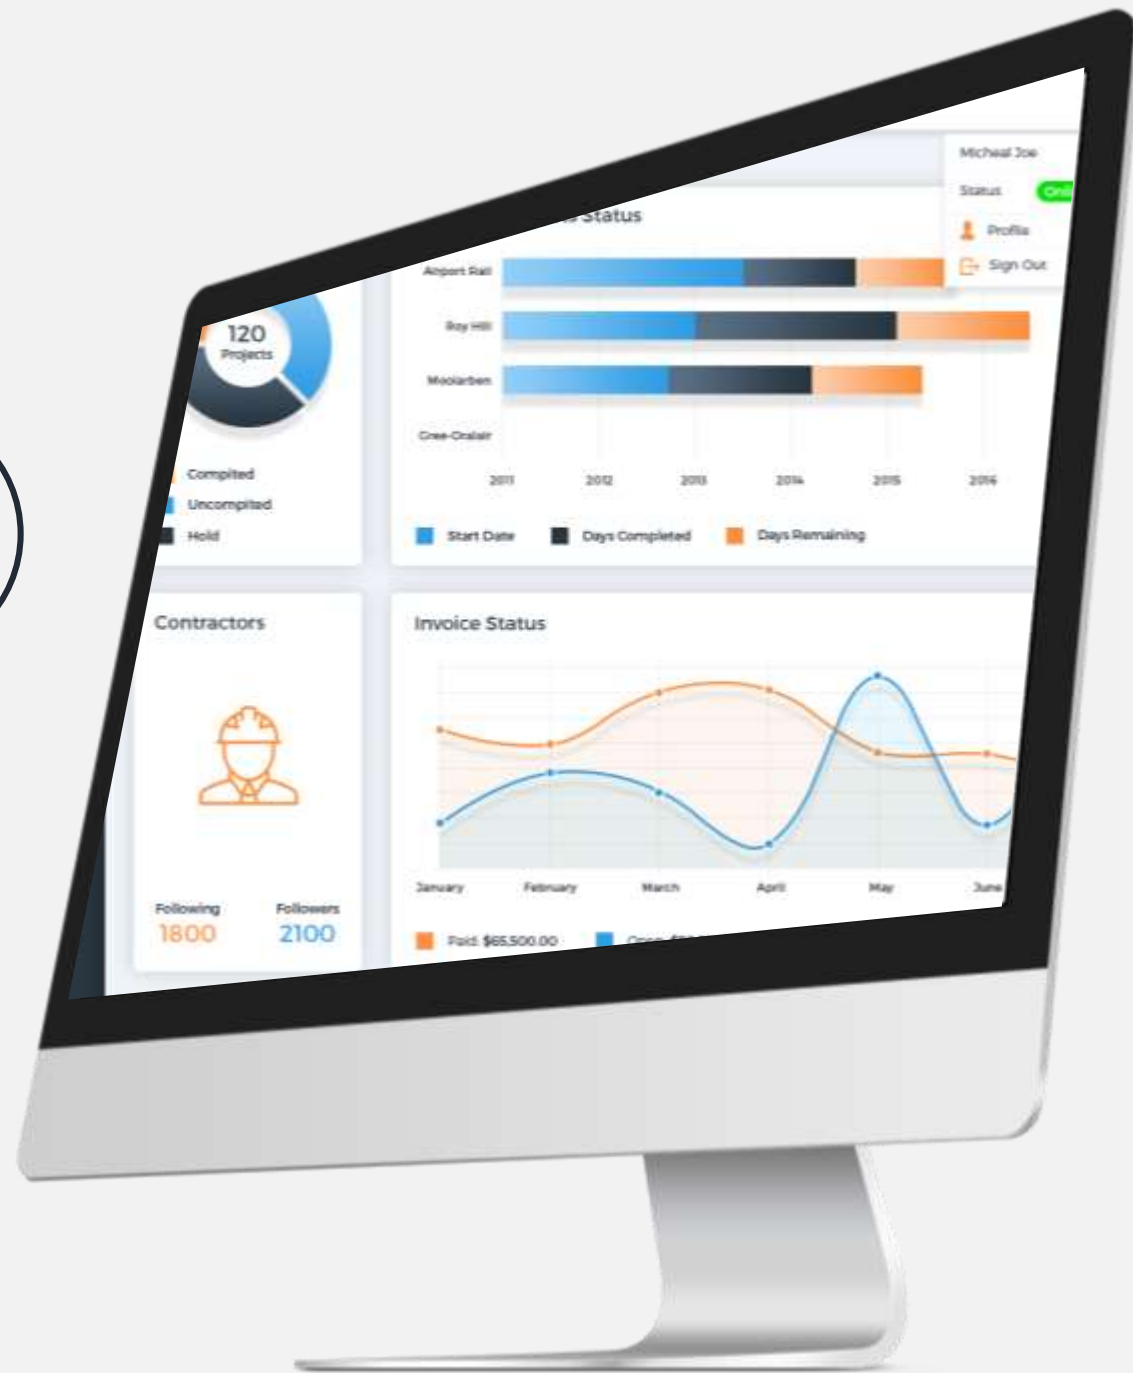 Micheal Joe
Status
Profile
Sign Out
Status
Airport Rail
Roy Hill
Moolarben
Cree-Oralair
2011 2012 2013 2014 2015 2016
Start Date Days Completed Days Remaining
120
Projects
Compited
Uncompited
Hold
Contractors
Following Followers
1800 2100
Invoice Status
January February March April May June
Paid: $65,500.00